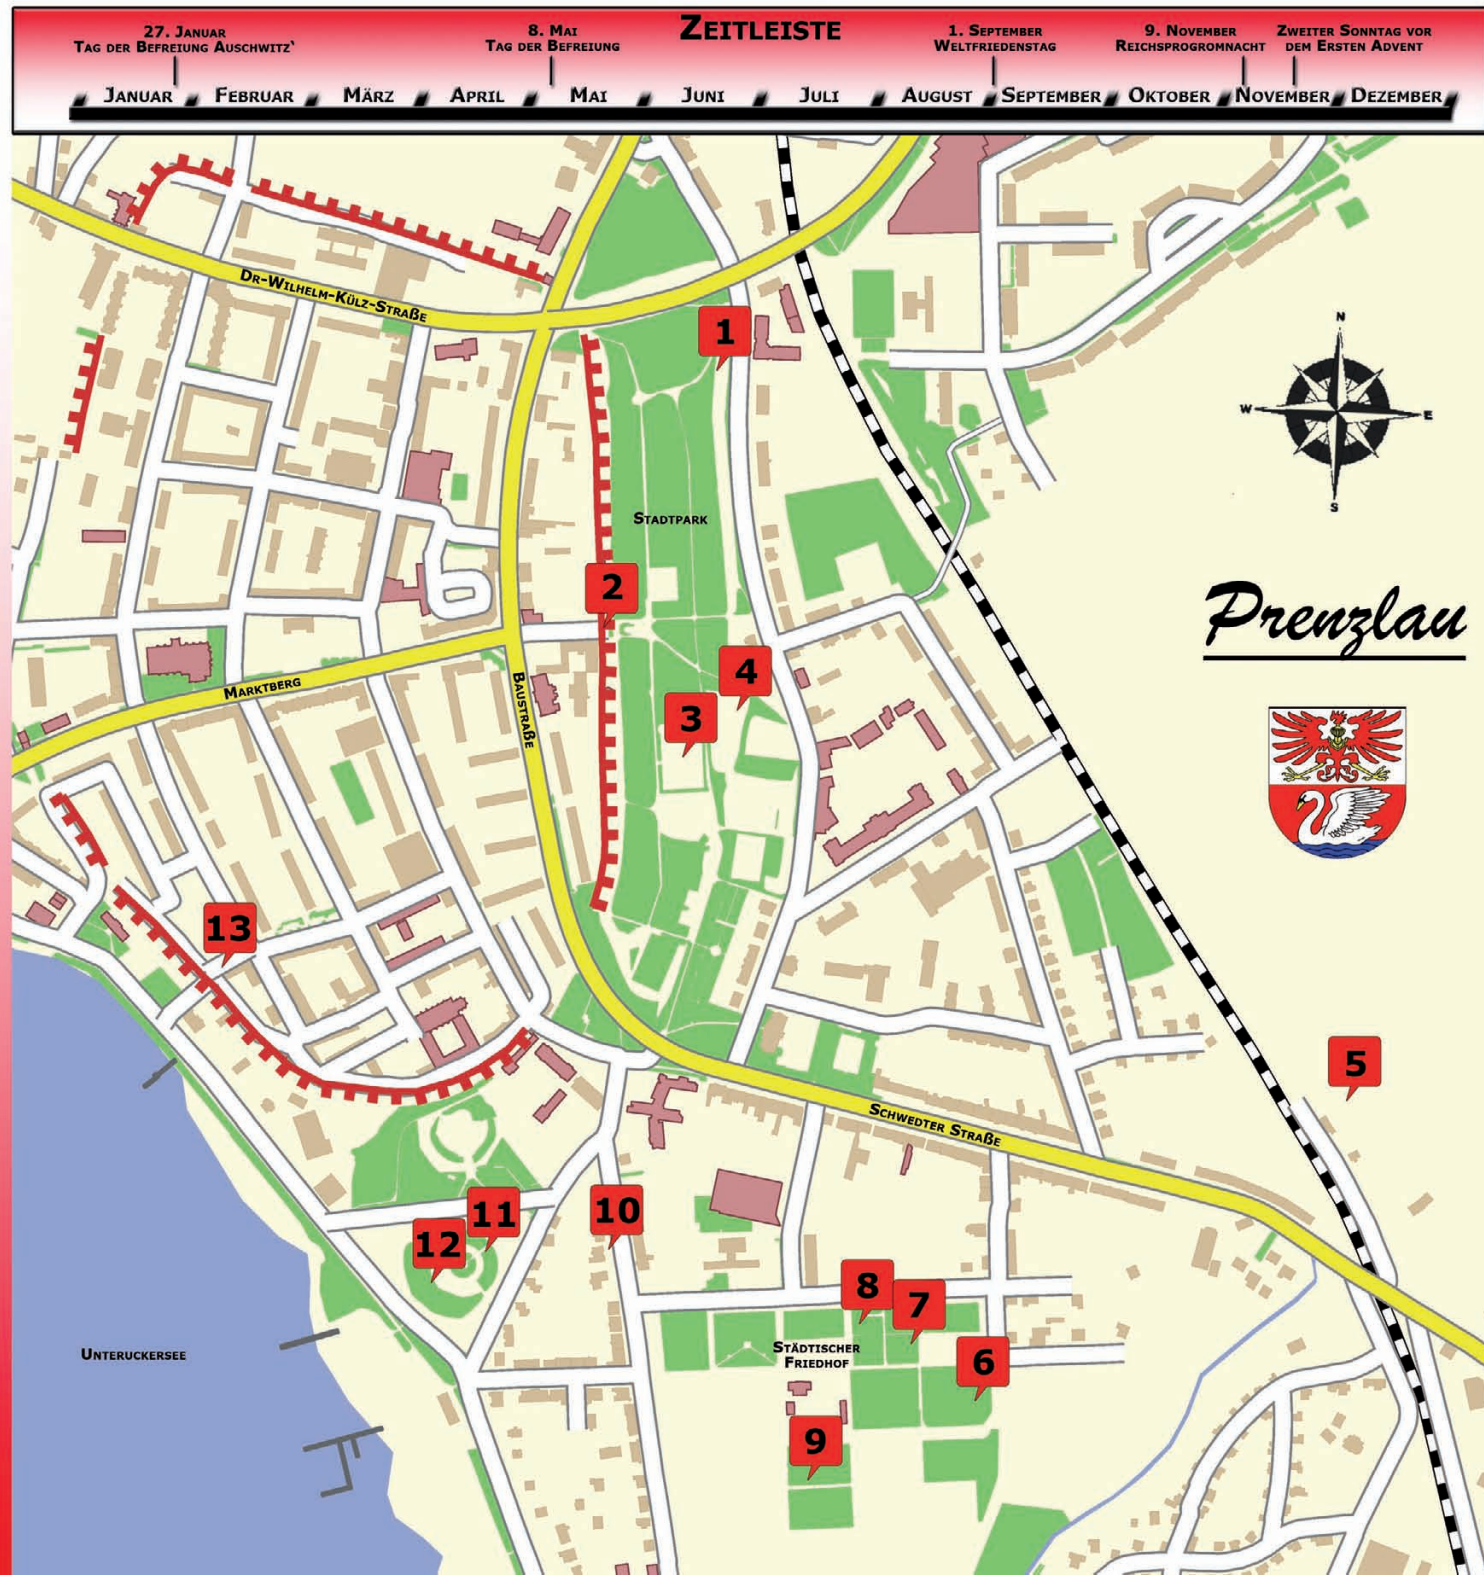 ZEITLEISTE
27. JANUAR
TAG DER BEFREIUNG AUSCHWITZ'
8. MAI
TAG DER BEFREIUNG
1. SEPTEMBER
WELTFRIEDENSTAG
9. NOVEMBER
REICHSPROGROMNACHT
ZWEITER SONNTAG VOR
DEM ERSTEN ADVENT
JANUAR FEBRUAR MÄRZ APRIL MAI JUNI JULI AUGUST SEPTEMBER OKTOBER NOVEMBER DEZEMBER
DR-WILHELM-KÜLZ-STRAßE
1
N
W E
S
STADTPARK
2
Prenzlau
4
MARKTBERG
BAUSTRAßE
3
13
5
SCHWEDTER STRAßE
11
10
12
8
7
UNTERUCKERSEE
STÄDTISCHER
FRIEDHOF
6
9